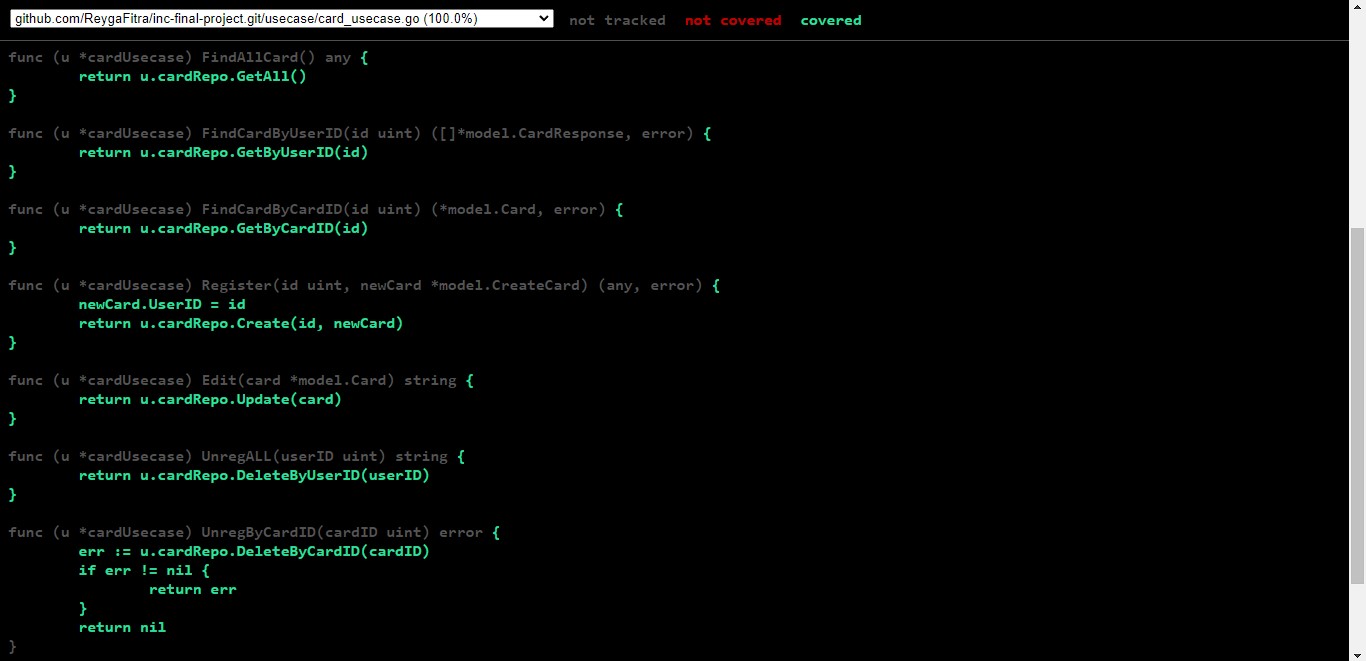 github.com/ReygaFitra/inc-final-project.git/usecase/card_usecase.go (100.0%) not tracked not covered covered
func (u *cardUsecase) FindAllCard() any {
return u.cardRepo.GetAll()
}
func (u *cardUsecase) FindCardByUserID(id uint) ([]*model.CardResponse, error) {
return u.cardRepo.GetByUserID(id)
}
func (u *cardUsecase) FindCardByCardID(id uint) (*model.Card, error) {
return u.cardRepo.GetByCardID(id)
}
func (u *cardUsecase) Register(id uint, newCard *model.CreateCard) (any, error) {
newCard.UserID = id
return u.cardRepo.Create(id, newCard)
}
func (u *cardUsecase) Edit(card *model.Card) string {
return u.cardRepo.Update(card)
}
func (u *cardUsecase) UnregALL(userID uint) string {
return u.cardRepo.DeleteByUserID(userID)
}
func (u *cardUsecase) UnregByCardID(cardID uint) error {
err := u.cardRepo.DeleteByCardID(cardID)
if err != nil {
return err
}
return nil
}